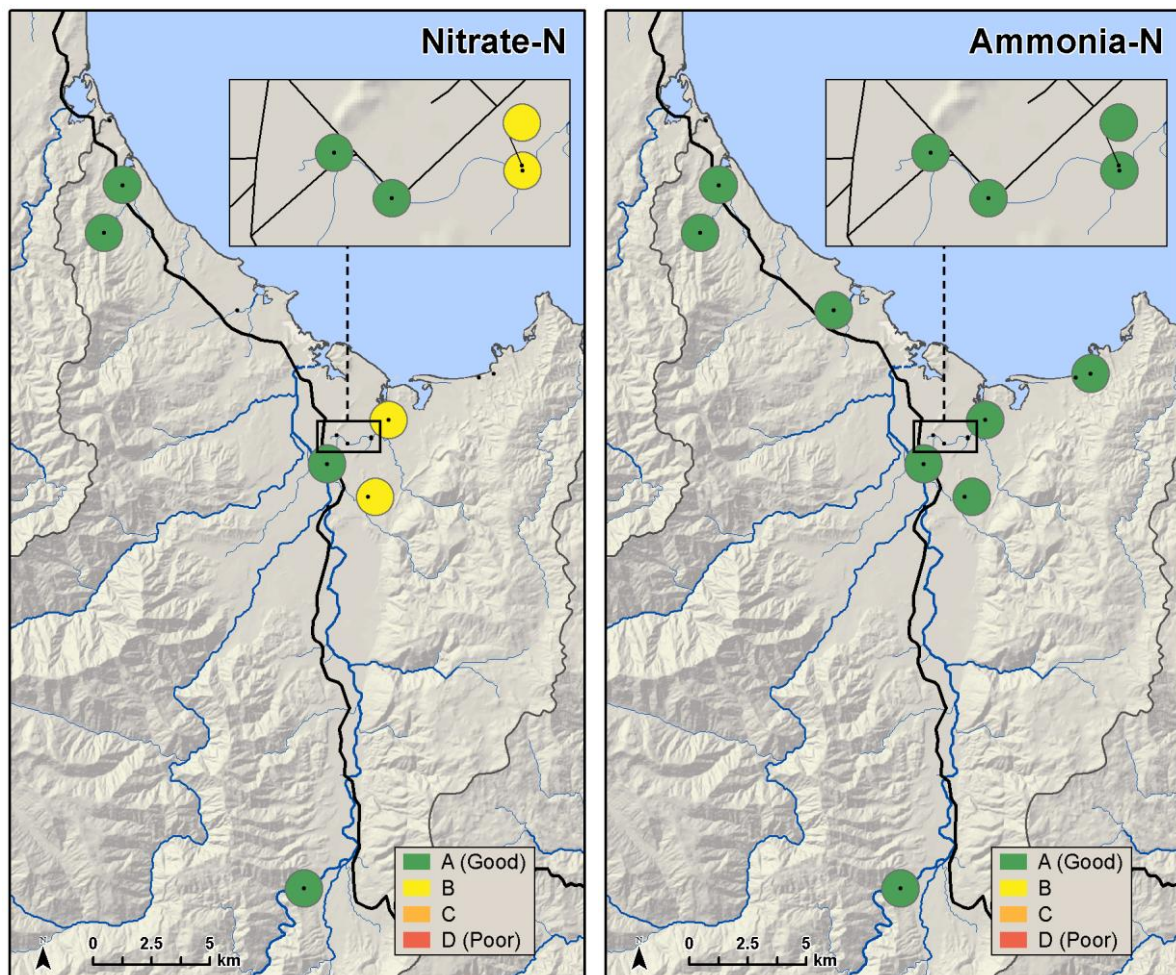 Nitrate-N
A (Good)
B
C
D (Poor)
N
0 2.5 5
km
Ammonia-N
A (Good)
B
C
D (Poor)
N
0 2.5 5
km